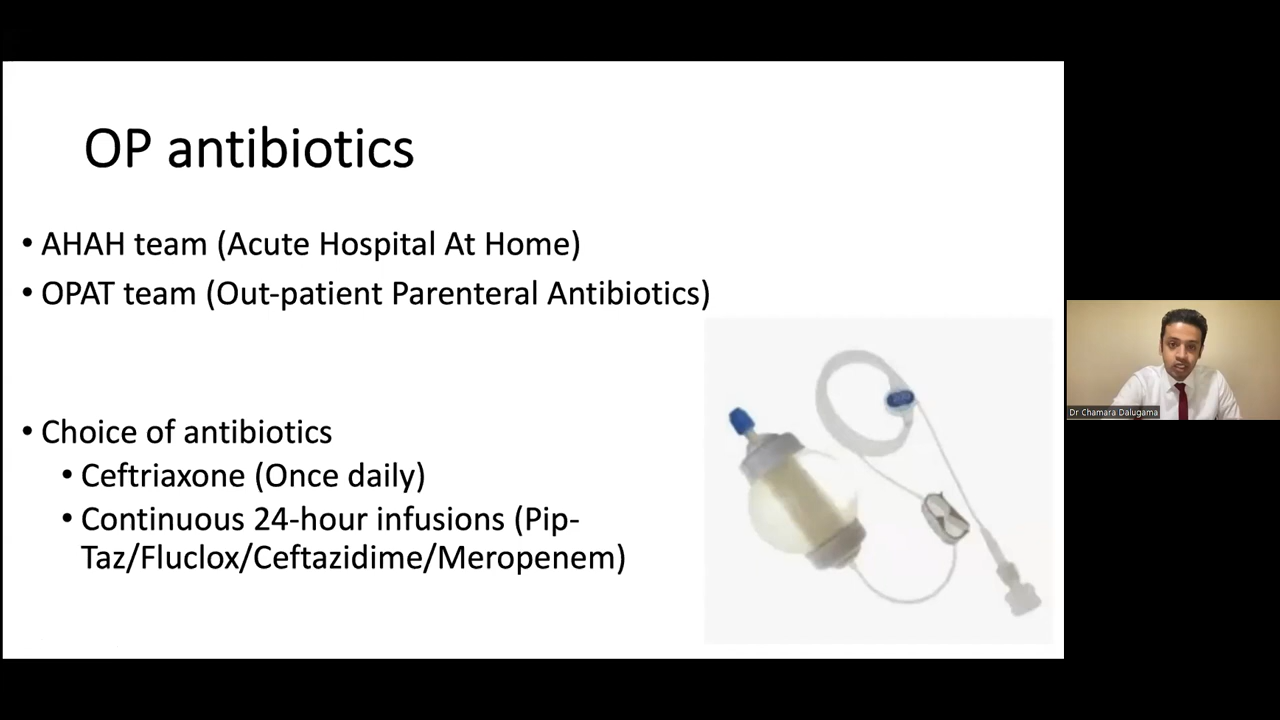 OP antibiotics
• AHAH team (Acute Hospital At Home)
• OPAT team (Out-patient Parenteral Antibiotics)
• Choice of antibiotics
• Ceftriaxone (Once daily)
• Continuous 24-hour infusions (Pip-
Taz/Fluclox/Ceftazidime/Meropenem)
Dr Chamara Dalugama